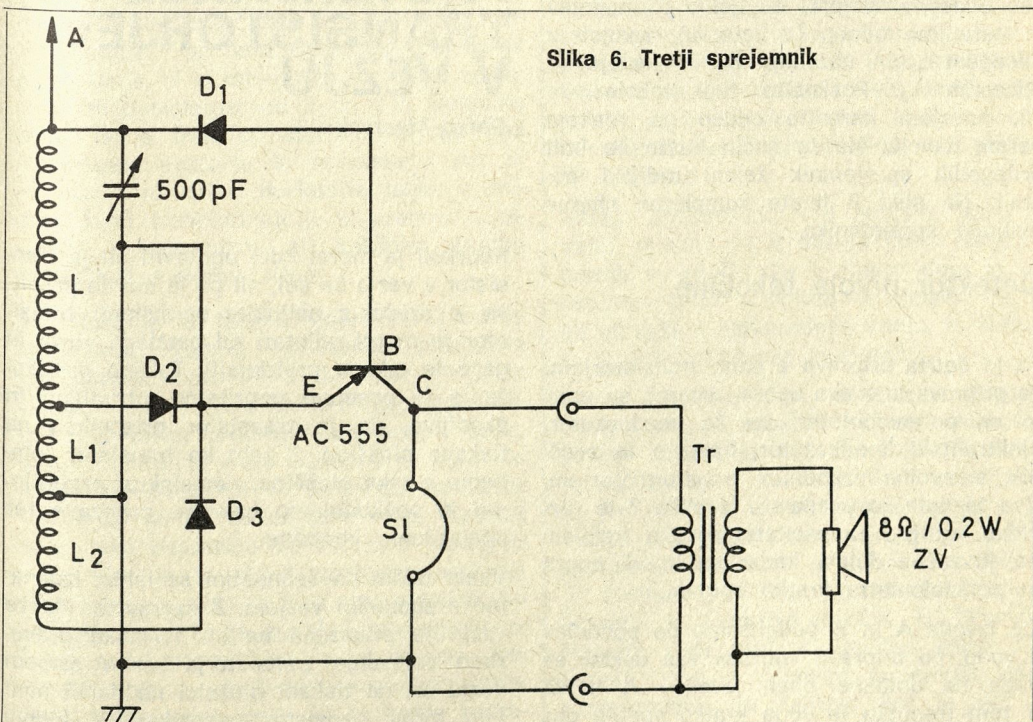 Slika 6. Tretji sprejemnik
A
D1
500pF
L
B
D2
E
C
AC 555
L1
Tr
Sl
D3
8Ω/0,2W
ZV
L2